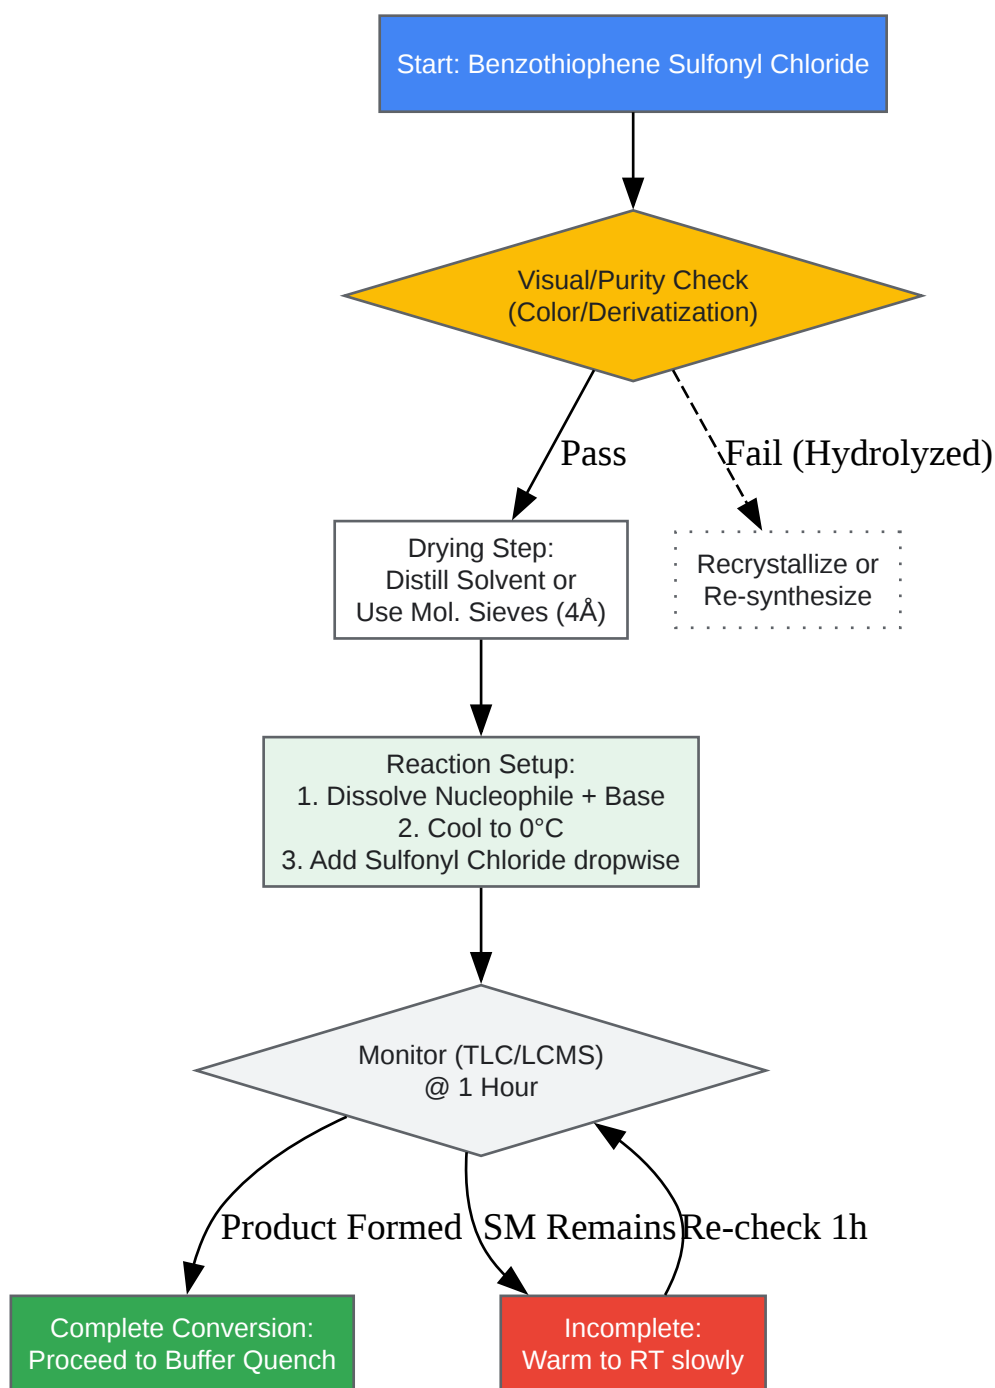 Start: Benzothiophene Sulfonyl Chloride
Visual/Purity Check
(Color/Derivatization)
Pass
Fail (Hydrolyzed)
Drying Step:
Distill Solvent or
Use Mol. Sieves (4Å)
Recrystallize or
Re-synthesize
Reaction Setup:
1. Dissolve Nucleophile + Base
2. Cool to 0°C
3. Add Sulfonyl Chloride dropwise
Monitor (TLC/LCMS)
@ 1 Hour
Product Formed
SM Remains
Re-check 1h
Complete Conversion:
Proceed to Buffer Quench
Incomplete:
Warm to RT slowly